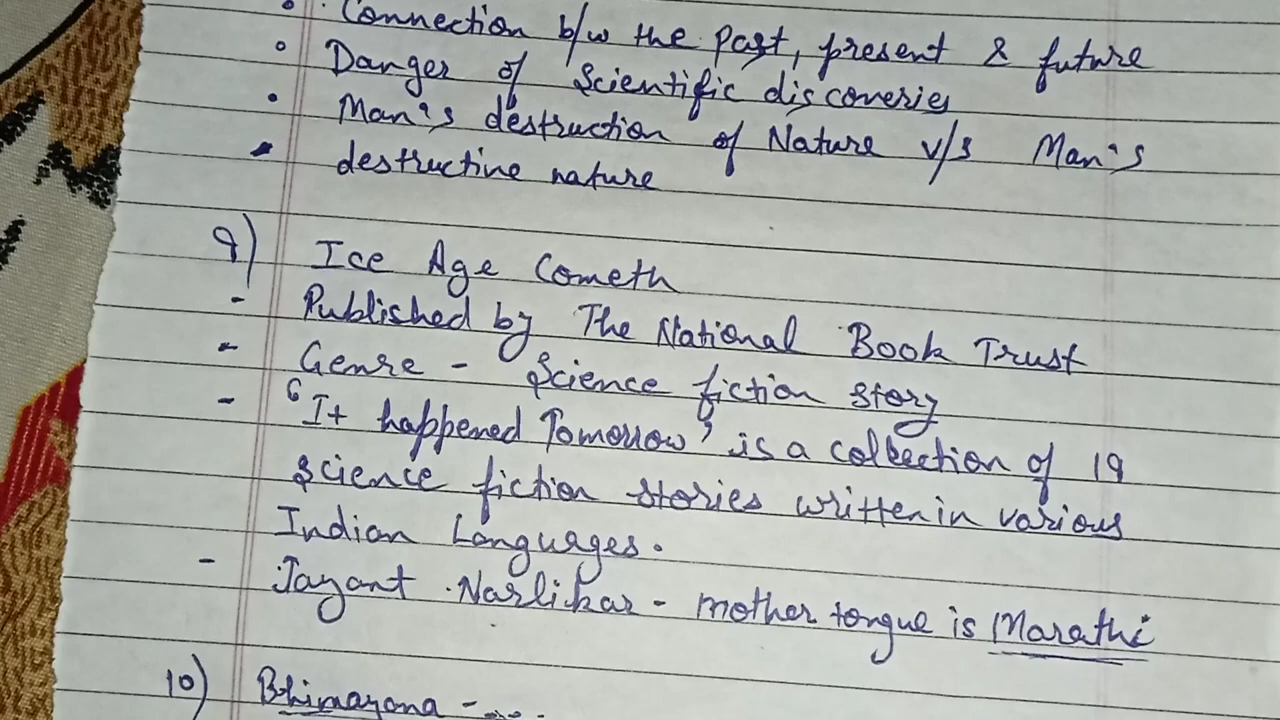 • Connection b/w the past, present & future
• Danger of Scientific discoveries
• Man's destruction of Nature v/s Man's
- destructive nature
9) Ice Age Cometh
- Published by The National Book Trust
- Genre - Science fiction story
- 'It happened Tomorrow' is a collection of 19
science fiction stories written in various
Indian Languages.
- Jayant Narlikar - mother tongue is Marathi
10) Bhimayana -